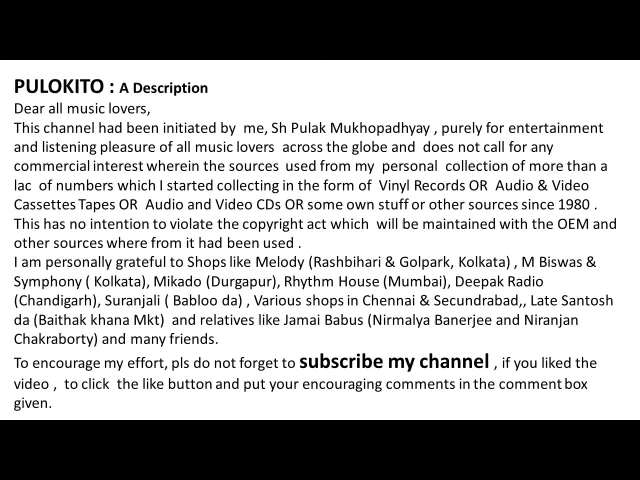 PULOKITO : A Description
Dear all music lovers,
This channel had been initiated by me, Sh Pulak Mukhopadhyay , purely for entertainment
and listening pleasure of all music lovers across the globe and does not call for any
commercial interest wherein the sources used from my personal collection of more than a
lac of numbers which I started collecting in the form of Vinyl Records OR Audio & Video
Cassettes Tapes OR Audio and Video CDs OR some own stuff or other sources since 1980 .
This has no intention to violate the copyright act which will be maintained with the OEM and
other sources where from it had been used .
I am personally grateful to Shops like Melody (Rashbihari & Golpark, Kolkata) , M Biswas &
Symphony ( Kolkata), Mikado (Durgapur), Rhythm House (Mumbai), Deepak Radio
(Chandigarh), Suranjali ( Babloo da) , Various shops in Chennai & Secundrabad,, Late Santosh
da (Baithak khana Mkt) and relatives like Jamai Babus (Nirmalya Banerjee and Niranjan
Chakraborty) and many friends.
To encourage my effort, pls do not forget to subscribe my channel , if you liked the
video , to click the like button and put your encouraging comments in the comment box
given.